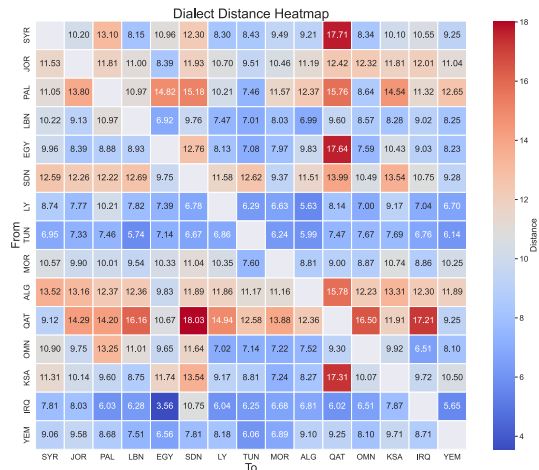 Dialect Distance Heatmap
SYR 10.20 13.10 8.15 10.96 12.30 8.30 8.43 9.49 9.21 17.71 8.34 10.10 10.55 9.25
JOR 11.53 11.81 11.00 8.39 11.93 10.70 9.51 10.46 11.19 12.42 12.32 11.81 12.01 11.04
PAL 11.05 13.80 10.97 14.82 15.18 10.21 7.46 11.57 12.37 15.76 8.64 14.54 11.32 12.65
LBN 10.22 9.13 10.97 6.92 9.76 7.47 7.01 8.03 6.99 9.60 8.57 8.28 9.02 8.25
EGY 9.96 8.39 8.88 8.93 12.76 8.13 7.08 7.97 9.83 17.64 7.59 10.43 9.03 8.23
SDN 12.59 12.26 12.22 12.69 9.75 11.58 12.62 9.37 11.51 13.99 10.49 13.54 10.75 9.28
LY 8.74 7.77 10.21 7.82 7.39 6.78 6.29 6.63 5.63 8.14 7.00 9.17 7.04 6.70
From
TUN 6.95 7.33 7.46 5.74 7.14 6.67 6.86 6.84 5.99 7.47 7.67 7.69 6.76 6.14
MOR 10.57 9.90 10.01 9.54 10.33 11.04 10.35 7.60 8.81 9.00 8.87 10.74 8.86 10.25
ALG 13.52 13.16 12.37 12.36 9.83 11.89 11.86 11.17 11.16 15.78 12.23 13.31 12.30 11.89
QAT 9.12 14.29 14.20 16.16 10.67 18.03 14.94 12.58 13.88 12.36 16.50 11.91 17.21 9.25
OMN 10.90 9.75 13.25 11.01 9.65 11.64 7.02 7.14 7.22 7.52 9.30 9.92 6.51 8.10
KSA 11.31 10.14 9.60 8.75 11.74 13.54 9.17 8.81 7.24 8.27 17.31 10.07 9.72 10.50
IRQ 7.81 8.03 6.03 6.28 3.56 10.75 6.04 6.25 6.68 6.81 6.02 6.51 7.87 5.65
YEM 9.06 9.58 8.68 7.51 6.56 7.81 8.18 6.06 6.89 9.10 9.25 8.10 9.71 8.71
SYR JOR PAL LBN EGY SDN LY TUN MOR ALG QAT OMN KSA IRQ YEM
To
18
16
14
12
10
8
6
4
Distance